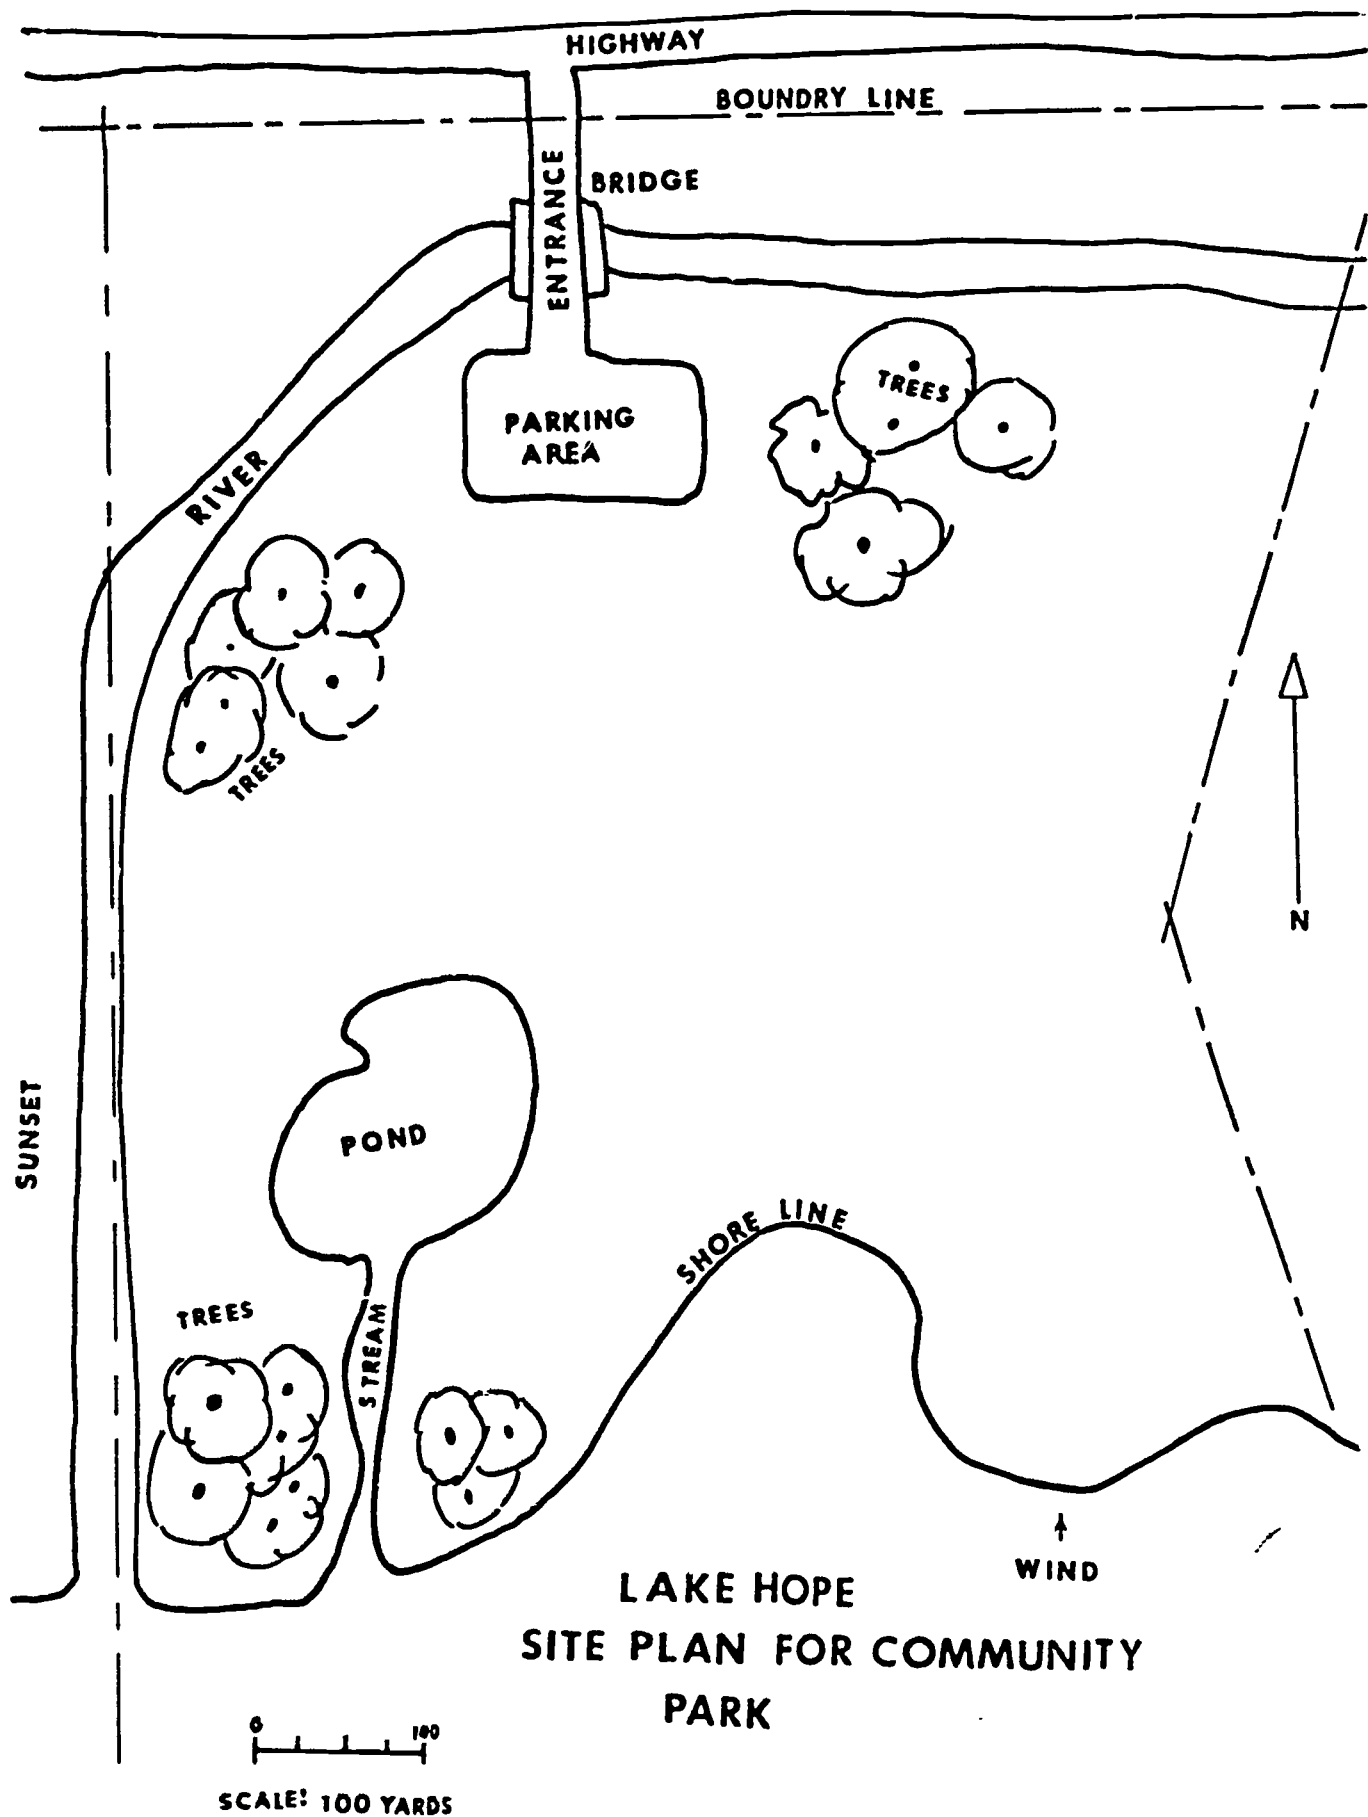 HIGHWAY
BOUNDRY LINE
BRIDGE
ENTRANCE
TREES
PARKING
AREA
RIVER
TREES
N
SUNSET
POND
SHORE LINE
TREES
STREAM
WIND
LAKE HOPE
SITE PLAN FOR COMMUNITY
PARK
0 100
SCALE: 100 YARDS